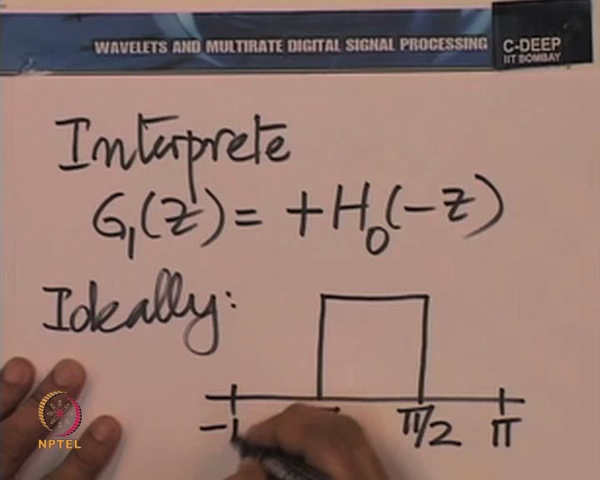 WAVELETS AND MULTIRATE DIGITAL SIGNAL PROCESSING
C-DEEP
IIT BOMBAY
Interprete
G₁(Z) = + H₀(-Z)
Ideally:
π/2 π
NPTEL